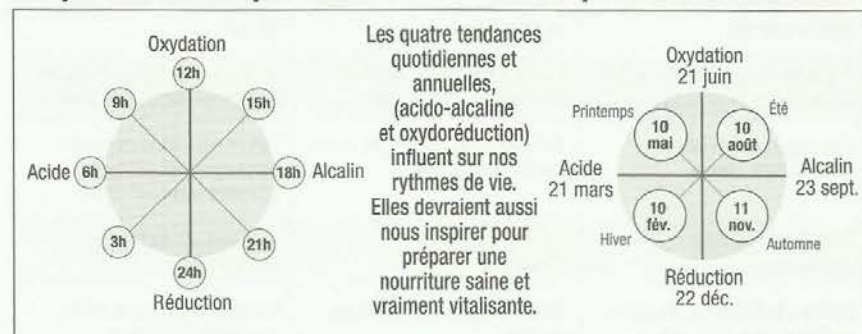 Oxydation
12h
9h
15h
Acide
6h
18h
Alcalin
3h
21h
24h
Réduction
Les quatre tendances
quotidiennes et
annuelles,
(acido-alcaline
et oxydoréduction)
influent sur nos
rythmes de vie.
Elles devraient aussi
nous inspirer pour
préparer une
nourriture saine et
vraiment vitalisante.
Oxydation
21 juin
Printemps
Été
10
mai
10
août
Acide
21 mars
Alcalin
23 sept.
10
fév.
11
nov.
Hiver
Automne
Réduction
22 déc.